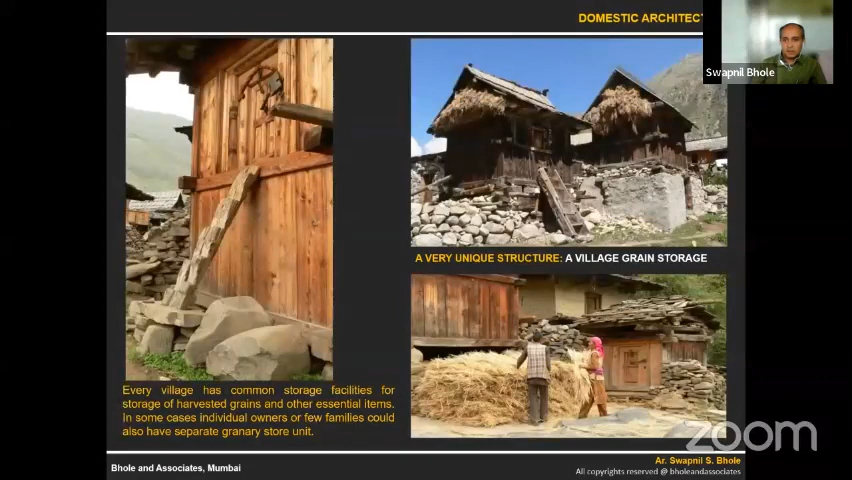 DOMESTIC ARCHITECT
Swapnil Bhole
A VERY UNIQUE STRUCTURE: A VILLAGE GRAIN STORAGE
Every village has common storage facilities for
storage of harvested grains and other essential items.
In some cases individual owners or few families could
also have separate granary store unit.
zoom
Bhole and Associates, Mumbai
Ar. Swapnil S. Bhole
All copyrights reserved @ bholeandassociates